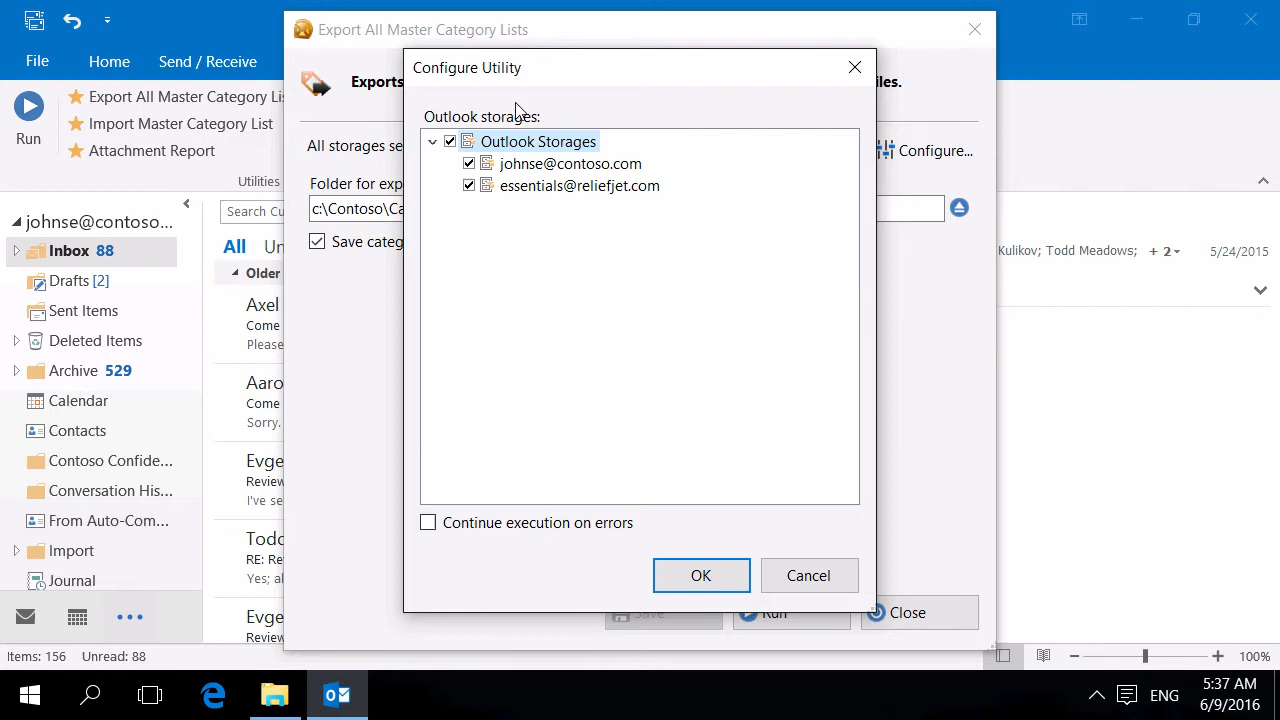 Export All Master Category Lists
File
Home
Send / Receive
Configure Utility
Exports
iles.
Run
Export All Master Category Lis
Import Master Category List
Attachment Report
Utilities
Outlook storages:
Outlook Storages
johnse@contoso.com
essentials@reliefjet.com
All storages se
Configure...
Folder for exp
c:\Contoso\Ca
Save categ
johnse@contoso...
Search Cu
Inbox 88
All Un
Kulikov; Todd Meadows; + 2
5/24/2015
Drafts [2]
Older
Sent Items
Axel
Come
Please
Deleted Items
Archive 529
Aaro
Come
Sorry.
Calendar
Contacts
Contoso Confide...
Evge
Review
I've se
Conversation His...
From Auto-Com...
Continue execution on errors
Todd
RE: Re
Yes; al
Import
Journal
OK
Cancel
Evge
Review
Save
Run
Close
Items: 156
Unread: 88
100%
ENG
5:37 AM
6/9/2016